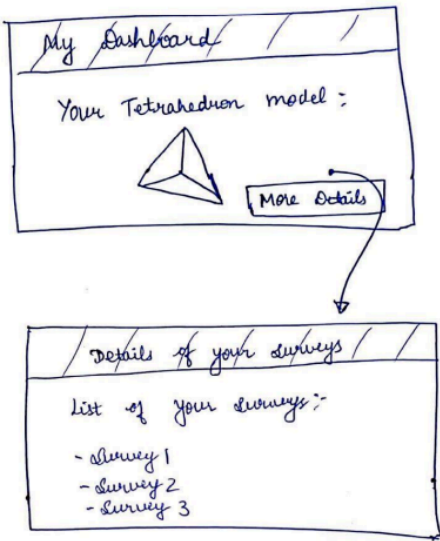 My Dashboard
Your Tetrahedron model :
More Details
Details of your surveys
List of your surveys:-
- Survey 1
- Survey 2
- Survey 3